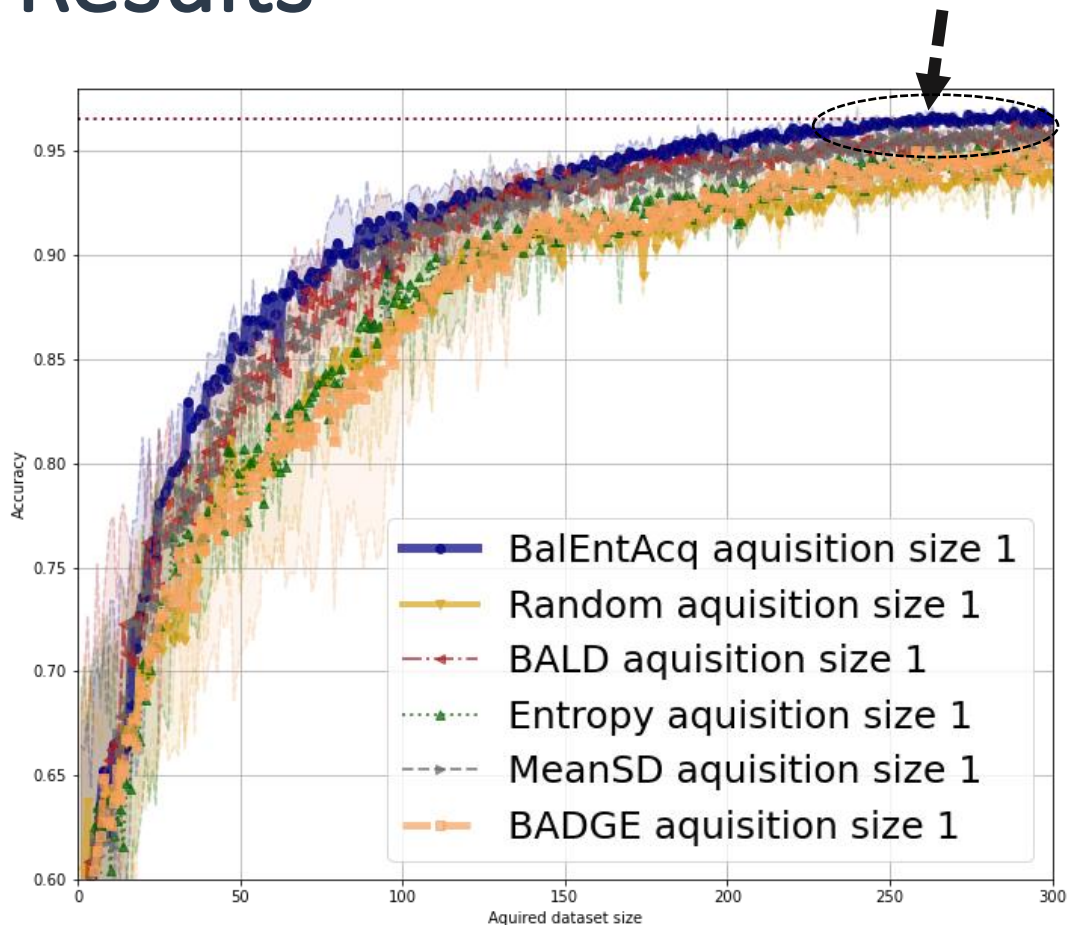 Results
0.95
0.90
0.85
0.80
0.75
0.70
0.65
0.60
Accuracy
BalEntAcq aquisition size 1
Random aquisition size 1
BALD aquisition size 1
Entropy aquisition size 1
MeanSD aquisition size 1
BADGE aquisition size 1
0 50 100 150 200 250 300
Aquired dataset size